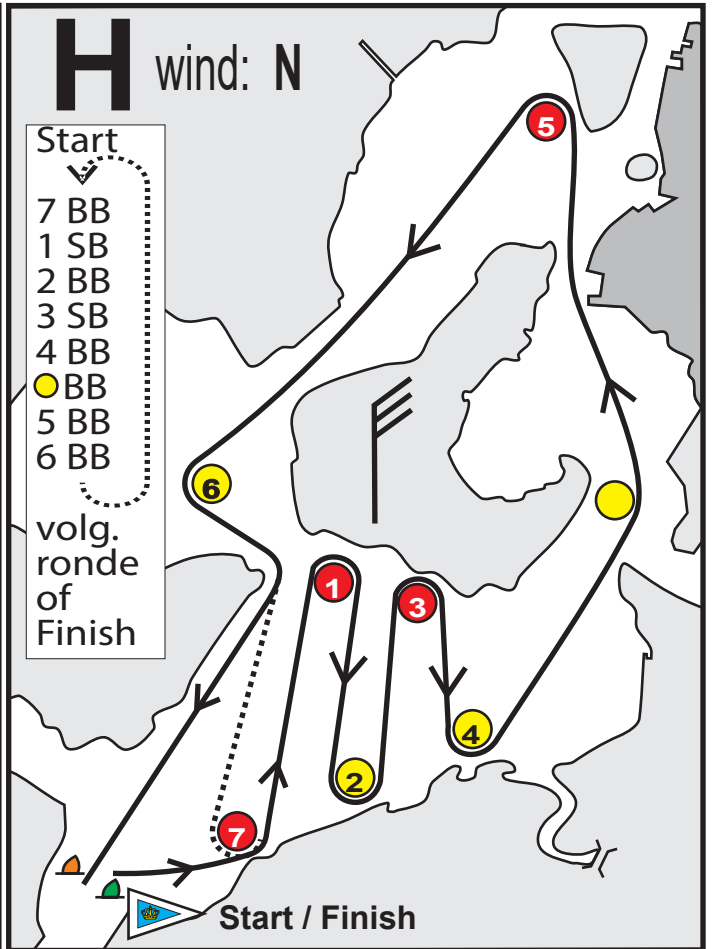 H wind: N
Start
7 BB
1 SB
2 BB
3 SB
4 BB
BB
5 BB
6 BB
volg.
ronde
of
Finish
5
6
1
3
4
2
7
Start / Finish